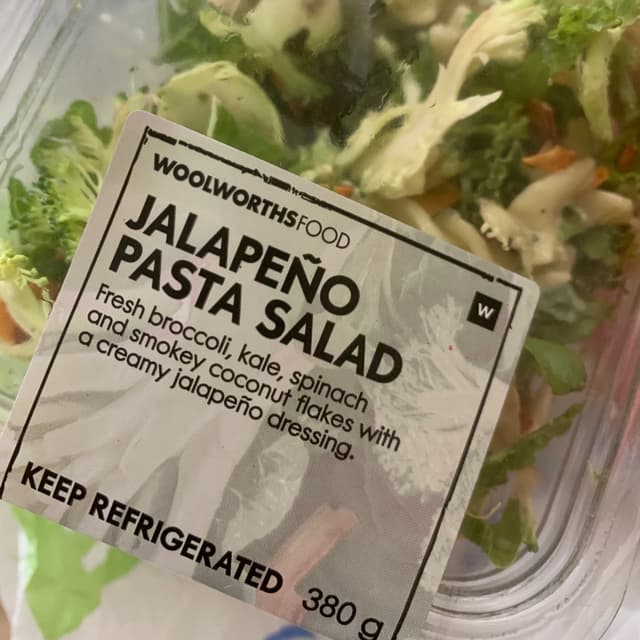 WOOLWORTHSFOOD
JALAPEÑO
PASTA SALAD
W
Fresh broccoli, kale, spinach
and smokey coconut flakes with
a creamy jalapeño dressing.
KEEP REFRIGERATED 380 g